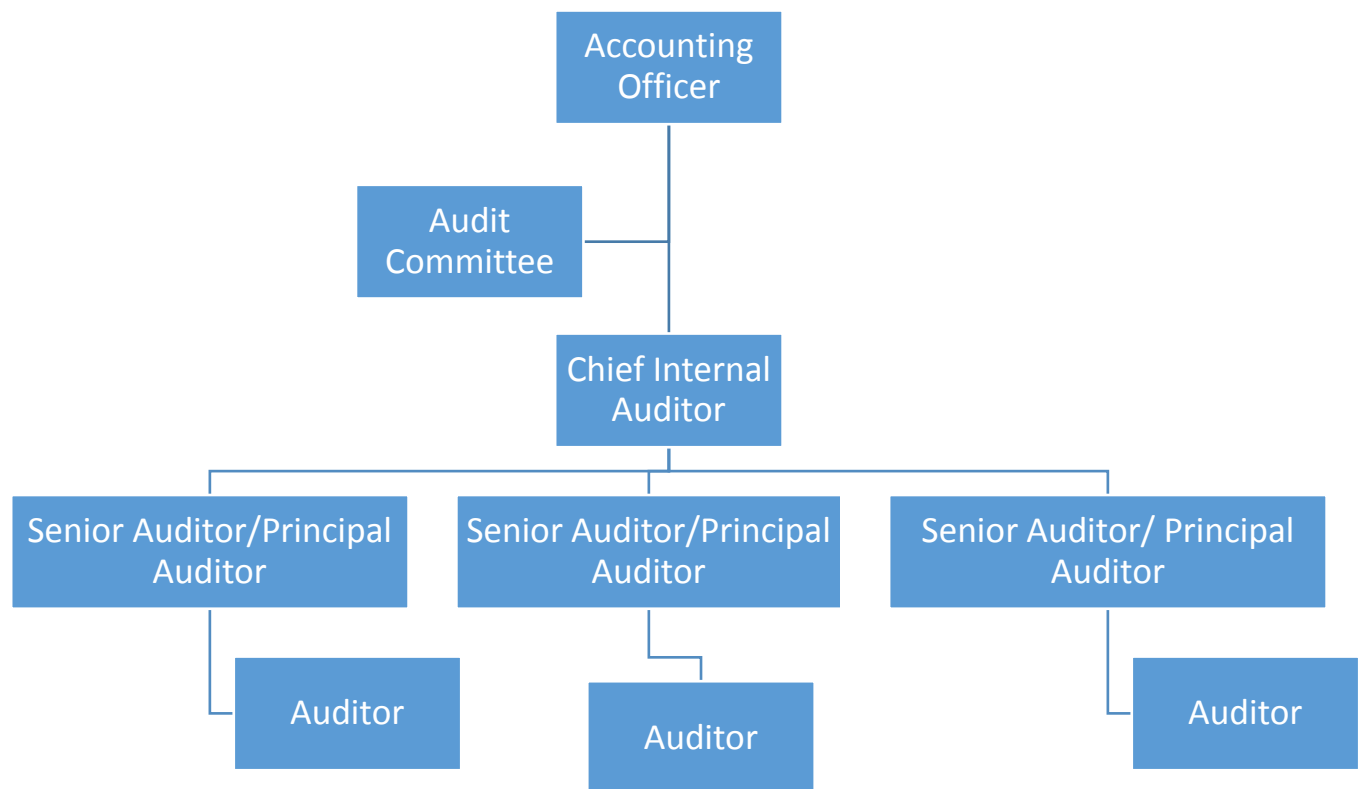 Accounting
Officer
Audit
Committee
Chief Internal
Auditor
Senior Auditor/Principal
Auditor
Senior Auditor/Principal
Auditor
Senior Auditor/ Principal
Auditor
Auditor
Auditor
Auditor